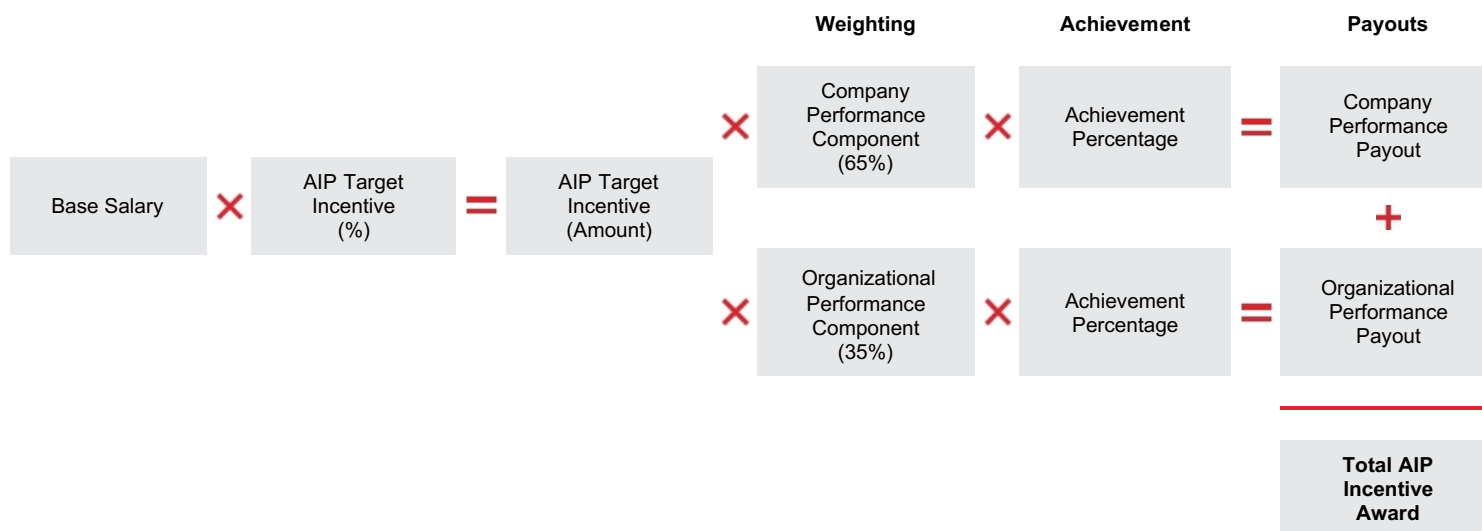 Weighting
Achievement
Payouts
Base Salary
×
AIP Target
Incentive
(%)
=
AIP Target
Incentive
(Amount)
×
Company
Performance
Component
(65%)
×
Achievement
Percentage
=
Company
Performance
Payout
+
×
Organizational
Performance
Component
(35%)
×
Achievement
Percentage
=
Organizational
Performance
Payout
Total AIP
Incentive
Award